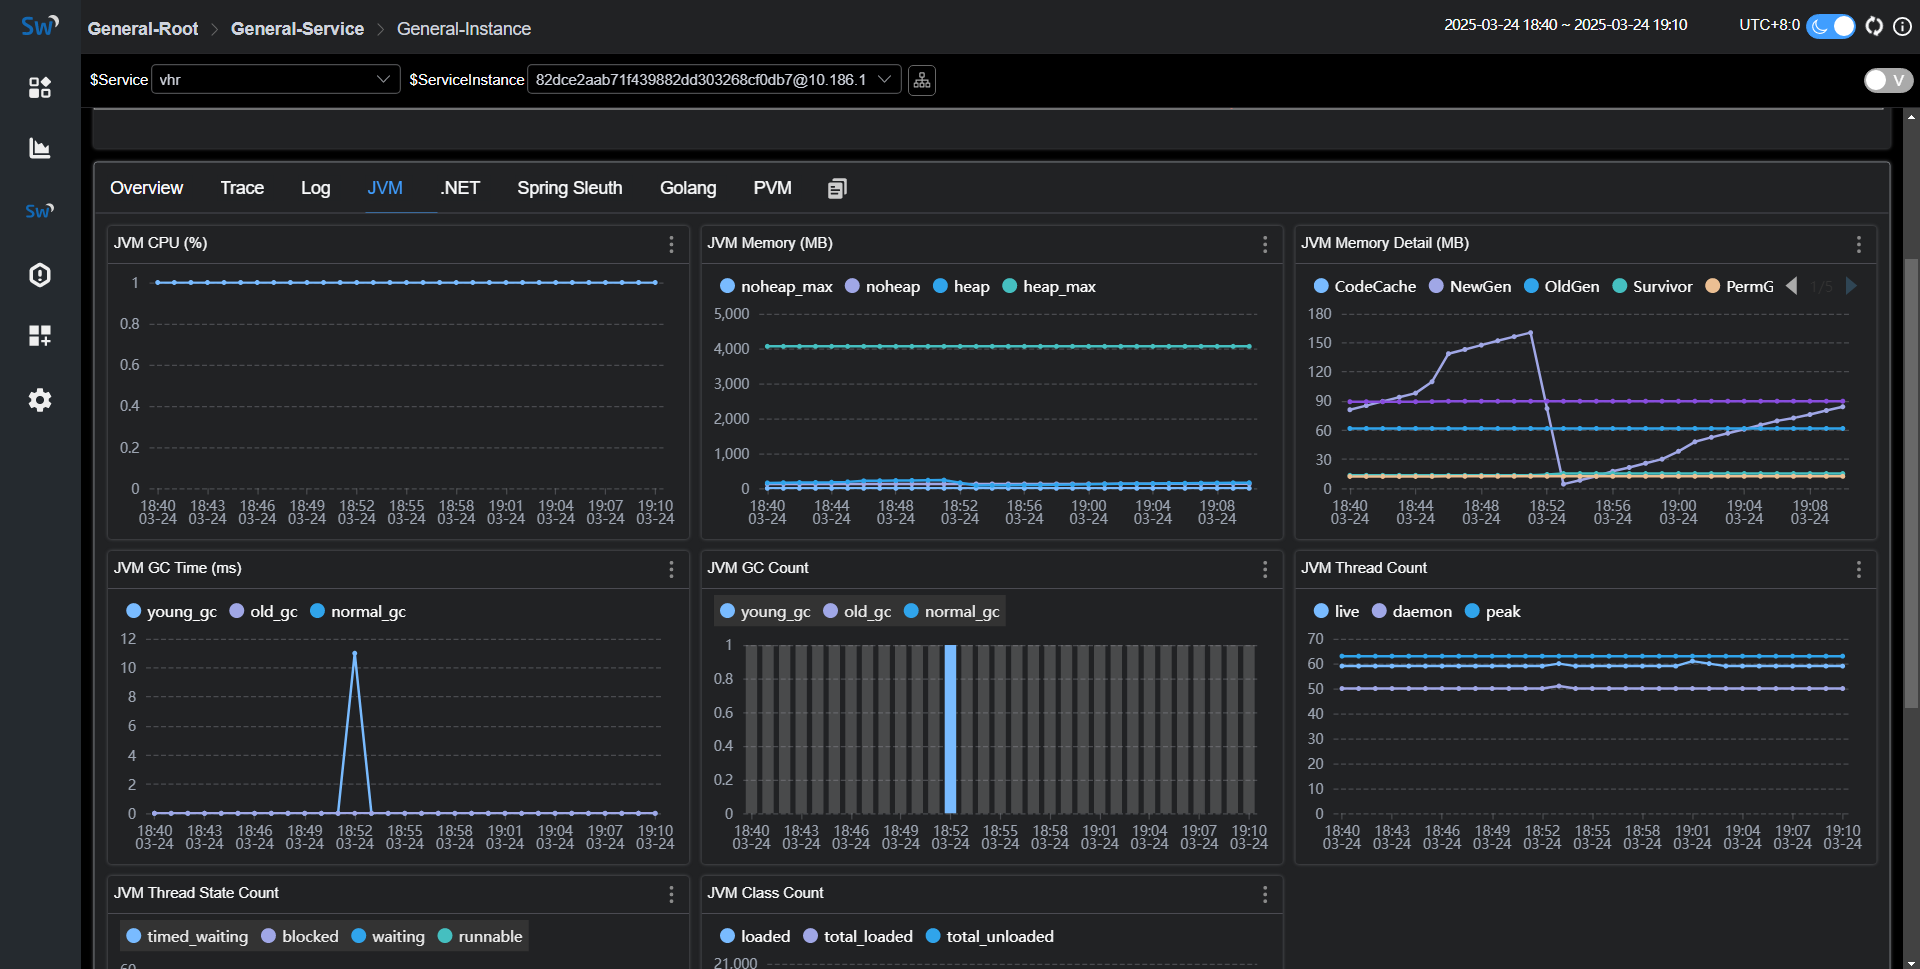 Sw
General-Root > General-Service > General-Instance
2025-03-24 18:40 ~ 2025-03-24 19:10
UTC+8:0
$Service vhr $ServiceInstance 82dce2aab71f439882dd303268cf0db7@10.186.1
V
Sw
Overview Trace Log JVM .NET Spring Sleuth Golang PVM
JVM CPU (%)
1
0.8
0.6
0.4
0.2
0
18:40 18:43 18:46 18:49 18:52 18:55 18:58 19:01 19:04 19:07 19:10
03-24 03-24 03-24 03-24 03-24 03-24 03-24 03-24 03-24 03-24 03-24
JVM Memory (MB)
noheap_max noheap heap heap_max
5,000
4,000
3,000
2,000
1,000
0
18:40 18:44 18:48 18:52 18:56 19:00 19:04 19:08
03-24 03-24 03-24 03-24 03-24 03-24 03-24 03-24
JVM Memory Detail (MB)
CodeCache NewGen OldGen Survivor PermG 1/5
180
150
120
90
60
30
0
18:40 18:44 18:48 18:52 18:56 19:00 19:04 19:08
03-24 03-24 03-24 03-24 03-24 03-24 03-24 03-24
JVM GC Time (ms)
young_gc old_gc normal_gc
12
10
8
6
4
2
0
18:40 18:43 18:46 18:49 18:52 18:55 18:58 19:01 19:04 19:07 19:10
03-24 03-24 03-24 03-24 03-24 03-24 03-24 03-24 03-24 03-24 03-24
JVM GC Count
young_gc old_gc normal_gc
1
0.8
0.6
0.4
0.2
0
18:40 18:43 18:46 18:49 18:52 18:55 18:58 19:01 19:04 19:07 19:10
03-24 03-24 03-24 03-24 03-24 03-24 03-24 03-24 03-24 03-24 03-24
JVM Thread Count
live daemon peak
70
60
50
40
30
20
10
0
18:40 18:43 18:46 18:49 18:52 18:55 18:58 19:01 19:04 19:07 19:10
03-24 03-24 03-24 03-24 03-24 03-24 03-24 03-24 03-24 03-24 03-24
JVM Thread State Count
timed_waiting blocked waiting runnable
60
JVM Class Count
loaded total_loaded total_unloaded
21,000